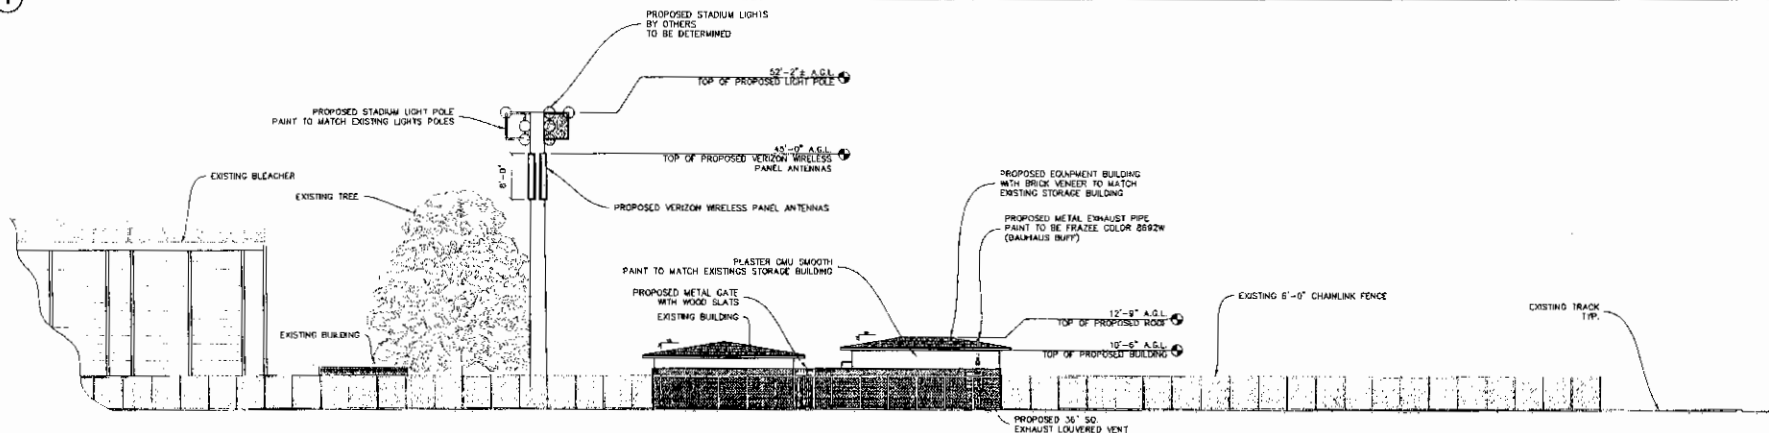 PROPOSED STADIUM LIGHTS
BY OTHERS
TO BE DETERMINED
52'-2"± A.G.L.
TOP OF PROPOSED LIGHT POLE
PROPOSED STADIUM LIGHT POLE
PAINT TO MATCH EXISTING LIGHTS POLES
45'-0" A.G.L.
TOP OF PROPOSED VERIZON WIRELESS
PANEL ANTENNAS
EXISTING BLEACHER
EXISTING TREE
PROPOSED VERIZON WIRELESS PANEL ANTENNAS
PROPOSED EQUIPMENT BUILDING
WITH BRICK VENEER TO MATCH
EXISTING STORAGE BUILDING
PROPOSED METAL EXHAUST PIPE
PAINT TO BE FRAZEE COLOR 8692W
(BAUHAUS BUFF)
PLASTER CMU SMOOTH
PAINT TO MATCH EXISTINGS STORAGE BUILDING
PROPOSED METAL GATE
WITH WOOD SLATS
EXISTING BUILDING
EXISTING BUILDING
EXISTING 6'-0" CHAINLINK FENCE
EXISTING TRACK
TYP.
12'-9" A.G.L.
TOP OF PROPOSED ROOF
10'-6" A.G.L.
TOP OF PROPOSED BUILDING
PROPOSED 36" SQ.
EXHAUST LOUVERED VENT